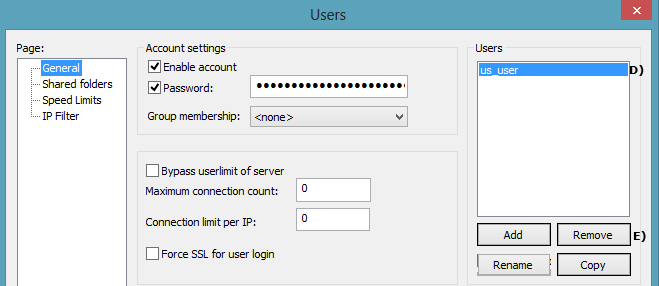 Users
Page:
General
Shared folders
Speed Limits
IP Filter
Account settings
Enable account
Password: ••••••••••••••••••••••
Group membership: <none>
Bypass userlimit of server
Maximum connection count: 0
Connection limit per IP: 0
Force SSL for user login
Users
us_user D)
Add Remove E)
Rename Copy